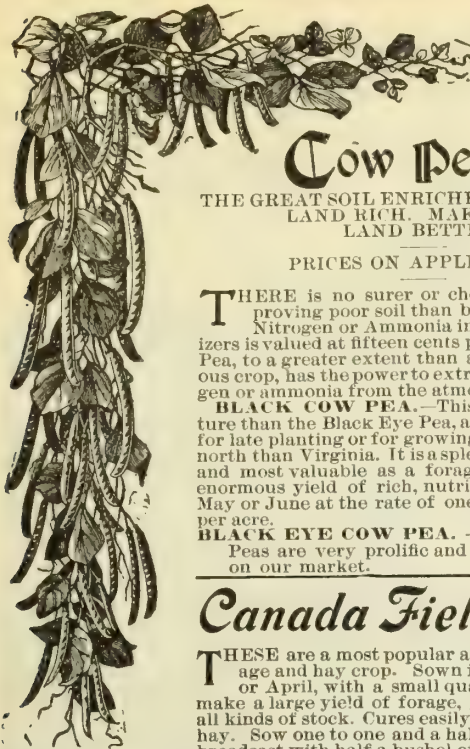 Cow Pe
THE GREAT SOIL ENRICHE
LAND RICH. MAK
LAND BETT
PRICES ON APPL
THERE is no surer or che
proving poor soil than b
Nitrogen or Ammonia in
izers is valued at fifteen cents p
Pea, to a greater extent than a
ous crop, has the power to extr
gen or ammonia from the atmo
BLACK COW PEA.—This
ture than the Black Eye Pea, a
for late planting or for growing
north than Virginia. It is a sple
and most valuable as a forag
enormous yield of rich, nutri
May or June at the rate of one
per acre.
BLACK EYE COW PEA. -
Peas are very prolific and
on our market.
Canada Fiel
THESE are a most popular a
age and hay crop. Sown i
or April, with a small qua
make a large yield of forage,
all kinds of stock. Cures easily
hay. Sow one to one and a ha
broadcast with half a bushel o